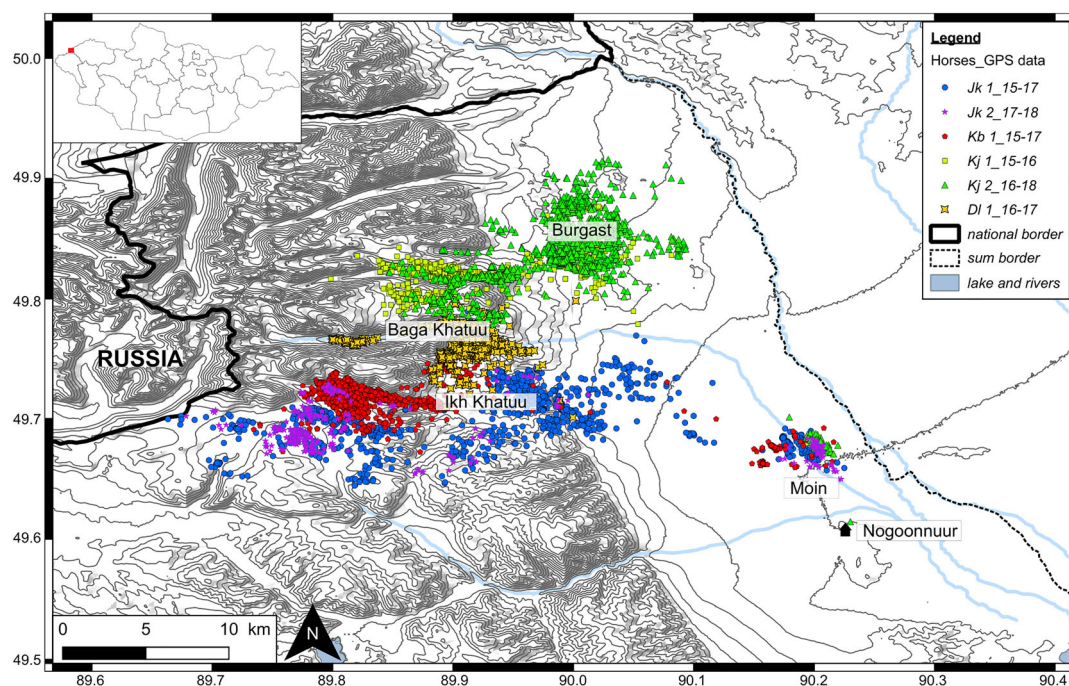 50.0
49.9
49.8
49.7
49.6
49.5
89.6
89.7
89.8
89.9
90.0
90.1
90.2
90.3
90.4
Legend
Horses_GPS data
Jk 1_15-17
Jk 2_17-18
Kb 1_15-17
Kj 1_15-16
Kj 2_16-18
Dl 1_16-17
national border
sum border
lake and rivers
Burgast
Baga Khatuu
RUSSIA
Ikh Khatuu
Moin
Nogoonnuur
0 5 10 km
N